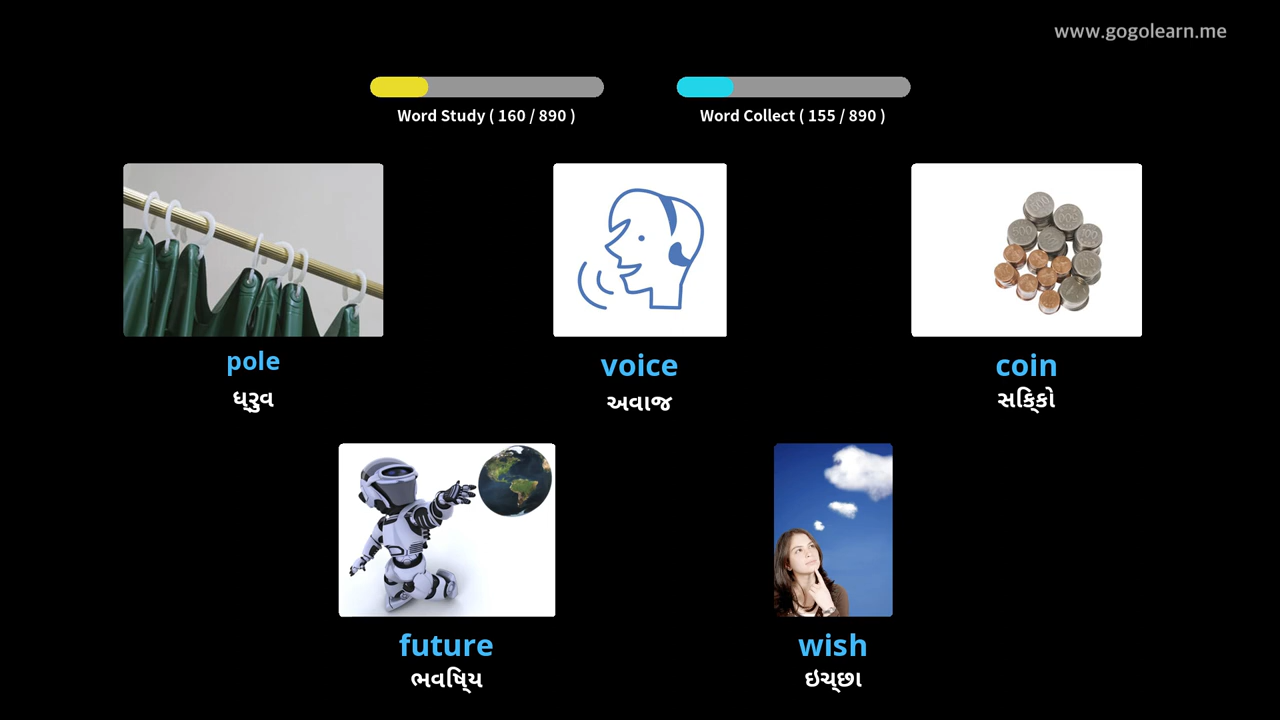 www.gogolearn.me
Word Study ( 160 / 890 )
Word Collect ( 155 / 890 )
pole
ધ્રુવ
voice
અવાજ
coin
સિક્કો
future
ભવિષ્ય
wish
ઇચ્છા